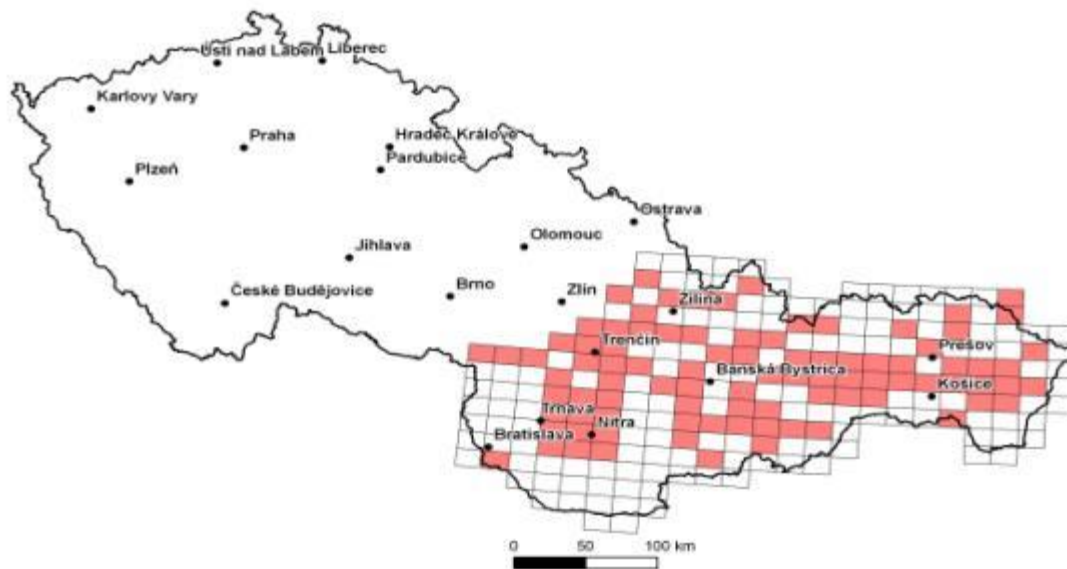 Ústí nad Labem
Liberec
Karlovy Vary
Praha
Hradec Králové
Pardubice
Plzeň
Ostrava
Olomouc
Jihlava
Brno
Zlín
České Budějovice
Žilina
Trenčín
Prešov
Banská Bystrica
Košice
Trnava
Nitra
Bratislava
0 50 100 km